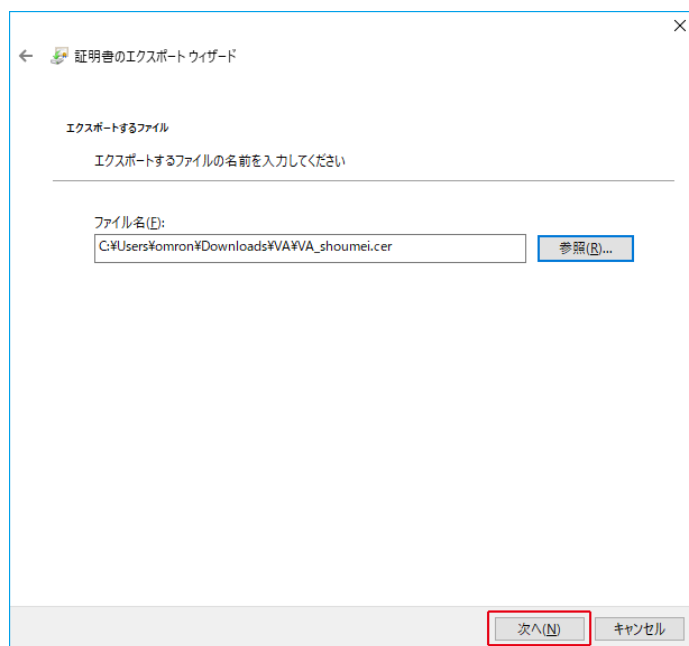 証明書のエクスポート ウィザード
エクスポートするファイル
エクスポートするファイルの名前を入力してください
ファイル名(F):
C:¥Users¥omron¥Downloads¥VA¥VA_shoumei.cer
参照(R)...
次へ(N)
キャンセル